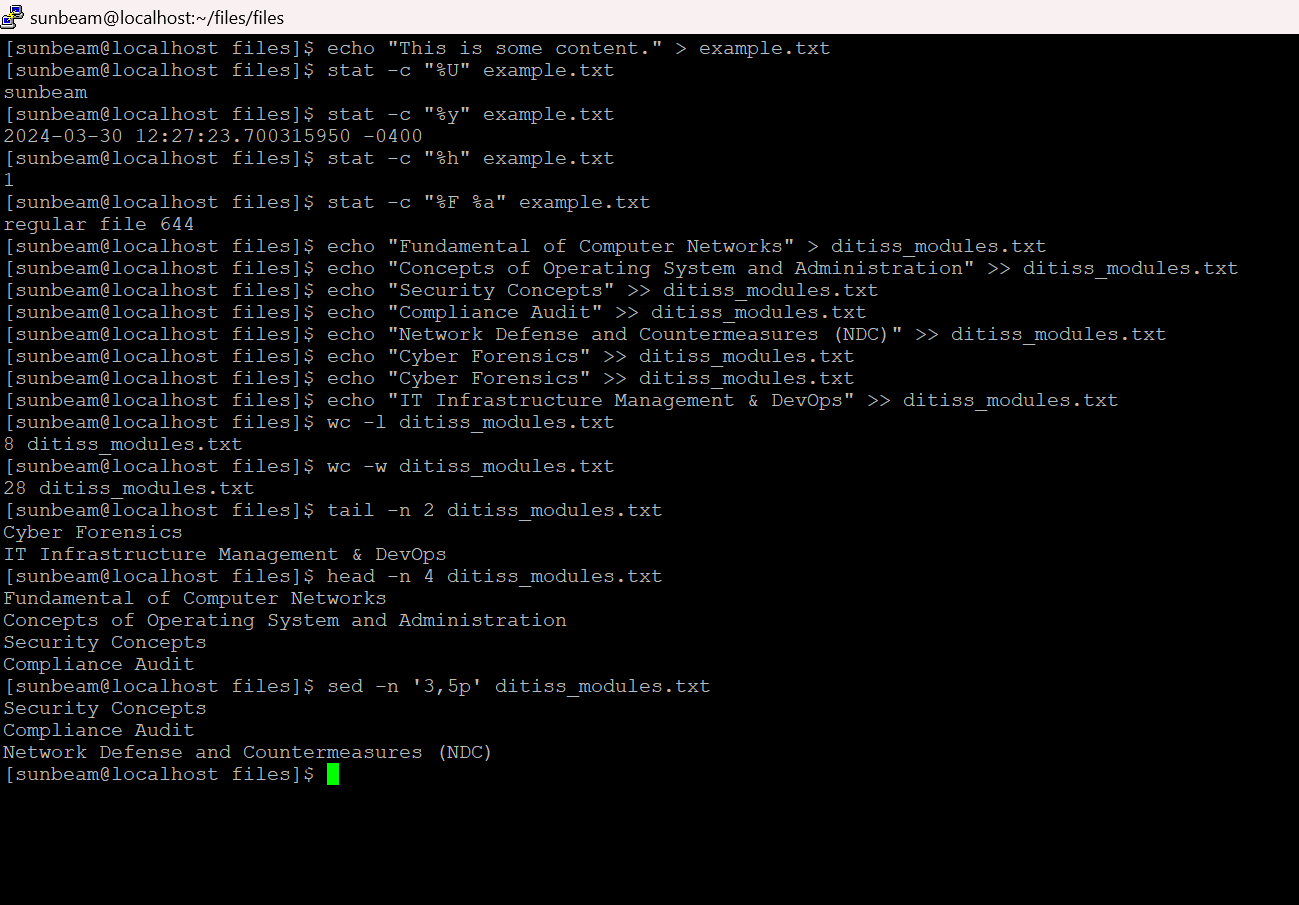 sunbeam@localhost:~/files/files
[sunbeam@localhost files]$ echo "This is some content." > example.txt
[sunbeam@localhost files]$ stat -c "%U" example.txt
sunbeam
[sunbeam@localhost files]$ stat -c "%y" example.txt
2024-03-30 12:27:23.700315950 -0400
[sunbeam@localhost files]$ stat -c "%h" example.txt
1
[sunbeam@localhost files]$ stat -c "%F %a" example.txt
regular file 644
[sunbeam@localhost files]$ echo "Fundamental of Computer Networks" > ditiss_modules.txt
[sunbeam@localhost files]$ echo "Concepts of Operating System and Administration" >> ditiss_modules.txt
[sunbeam@localhost files]$ echo "Security Concepts" >> ditiss_modules.txt
[sunbeam@localhost files]$ echo "Compliance Audit" >> ditiss_modules.txt
[sunbeam@localhost files]$ echo "Network Defense and Countermeasures (NDC)" >> ditiss_modules.txt
[sunbeam@localhost files]$ echo "Cyber Forensics" >> ditiss_modules.txt
[sunbeam@localhost files]$ echo "Cyber Forensics" >> ditiss_modules.txt
[sunbeam@localhost files]$ echo "IT Infrastructure Management & DevOps" >> ditiss_modules.txt
[sunbeam@localhost files]$ wc -l ditiss_modules.txt
8 ditiss_modules.txt
[sunbeam@localhost files]$ wc -w ditiss_modules.txt
28 ditiss_modules.txt
[sunbeam@localhost files]$ tail -n 2 ditiss_modules.txt
Cyber Forensics
IT Infrastructure Management & DevOps
[sunbeam@localhost files]$ head -n 4 ditiss_modules.txt
Fundamental of Computer Networks
Concepts of Operating System and Administration
Security Concepts
Compliance Audit
[sunbeam@localhost files]$ sed -n '3,5p' ditiss_modules.txt
Security Concepts
Compliance Audit
Network Defense and Countermeasures (NDC)
[sunbeam@localhost files]$